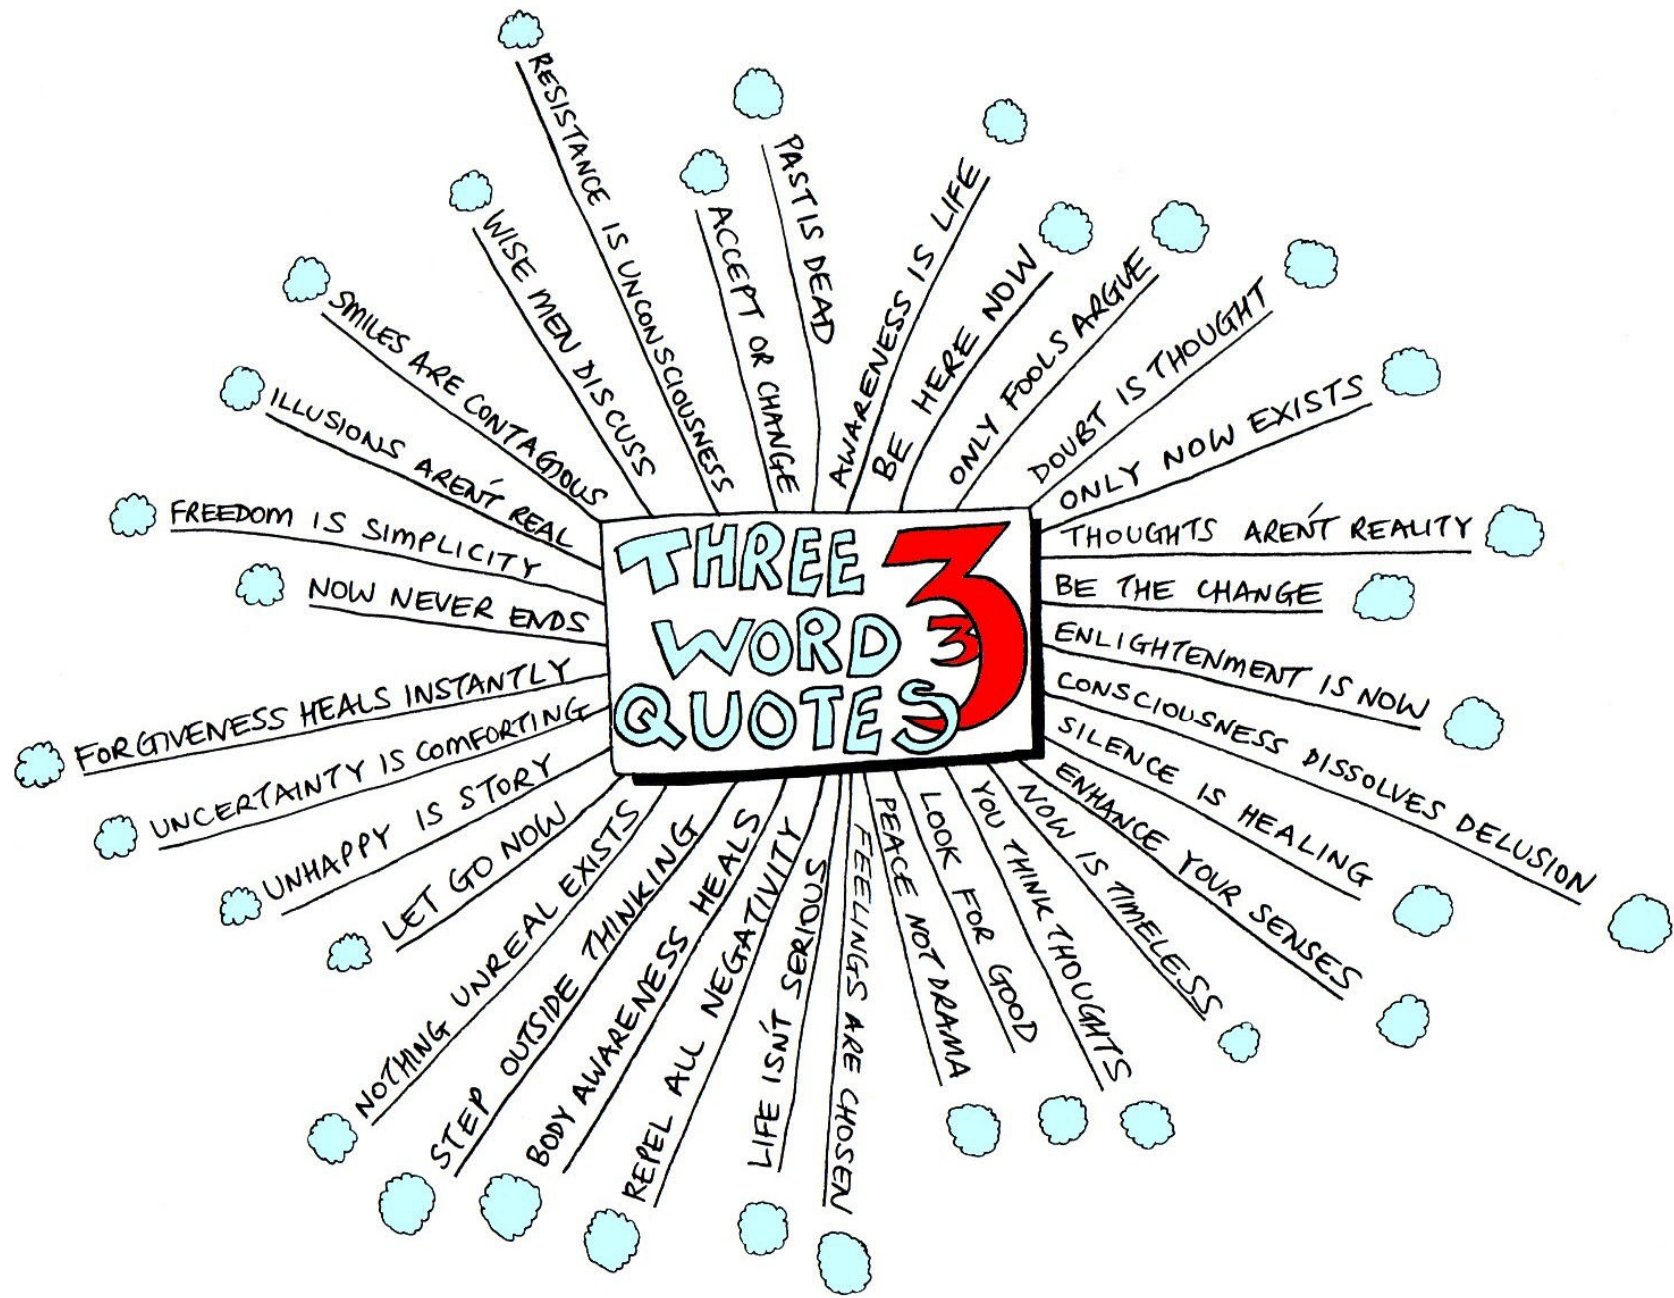 THREE 3
WORD 3
QUOTES
PAST IS DEAD
AWARENESS IS LIFE
BE HERE NOW
ONLY FOOLS ARGUE
DOUBT IS THOUGHT
ONLY NOW EXISTS
THOUGHTS AREN'T REALITY
BE THE CHANGE
ENLIGHTENMENT IS NOW
CONSCIOUSNESS DISSOLVES DELUSION
SILENCE IS HEALING
ENHANCE YOUR SENSES
NOW IS TIMELESS
YOU THINK THOUGHTS
LOOK FOR GOOD
PEACE NOT DRAMA
FEELINGS ARE CHOSEN
LIFE ISN'T SERIOUS
REPEL ALL NEGATIVITY
BODY AWARENESS HEALS
STEP OUTSIDE THINKING
NOTHING UNREAL EXISTS
LET GO NOW
UNHAPPY IS STORY
UNCERTAINTY IS COMFORTING
FORGIVENESS HEALS INSTANTLY
NOW NEVER ENDS
FREEDOM IS SIMPLICITY
ILLUSIONS AREN'T REAL
SMILES ARE CONTAGIOUS
WISE MEN DISCUSS
RESISTANCE IS UNCONSCIOUSNESS
ACCEPT OR CHANGE